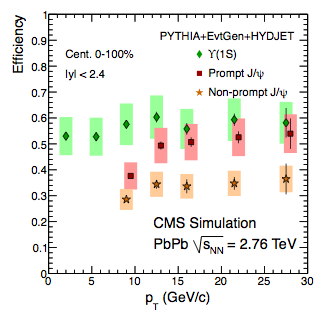 PYTHIA+EvtGen+HYDJET
Cent. 0-100%
|y| < 2.4
ϒ(1S)
Prompt J/ψ
Non-prompt J/ψ
Efficiency
1
0.9
0.8
0.7
0.6
0.5
0.4
0.3
0.2
0.1
0
CMS Simulation
PbPb √sNN = 2.76 TeV
0 5 10 15 20 25 30
pT (GeV/c)